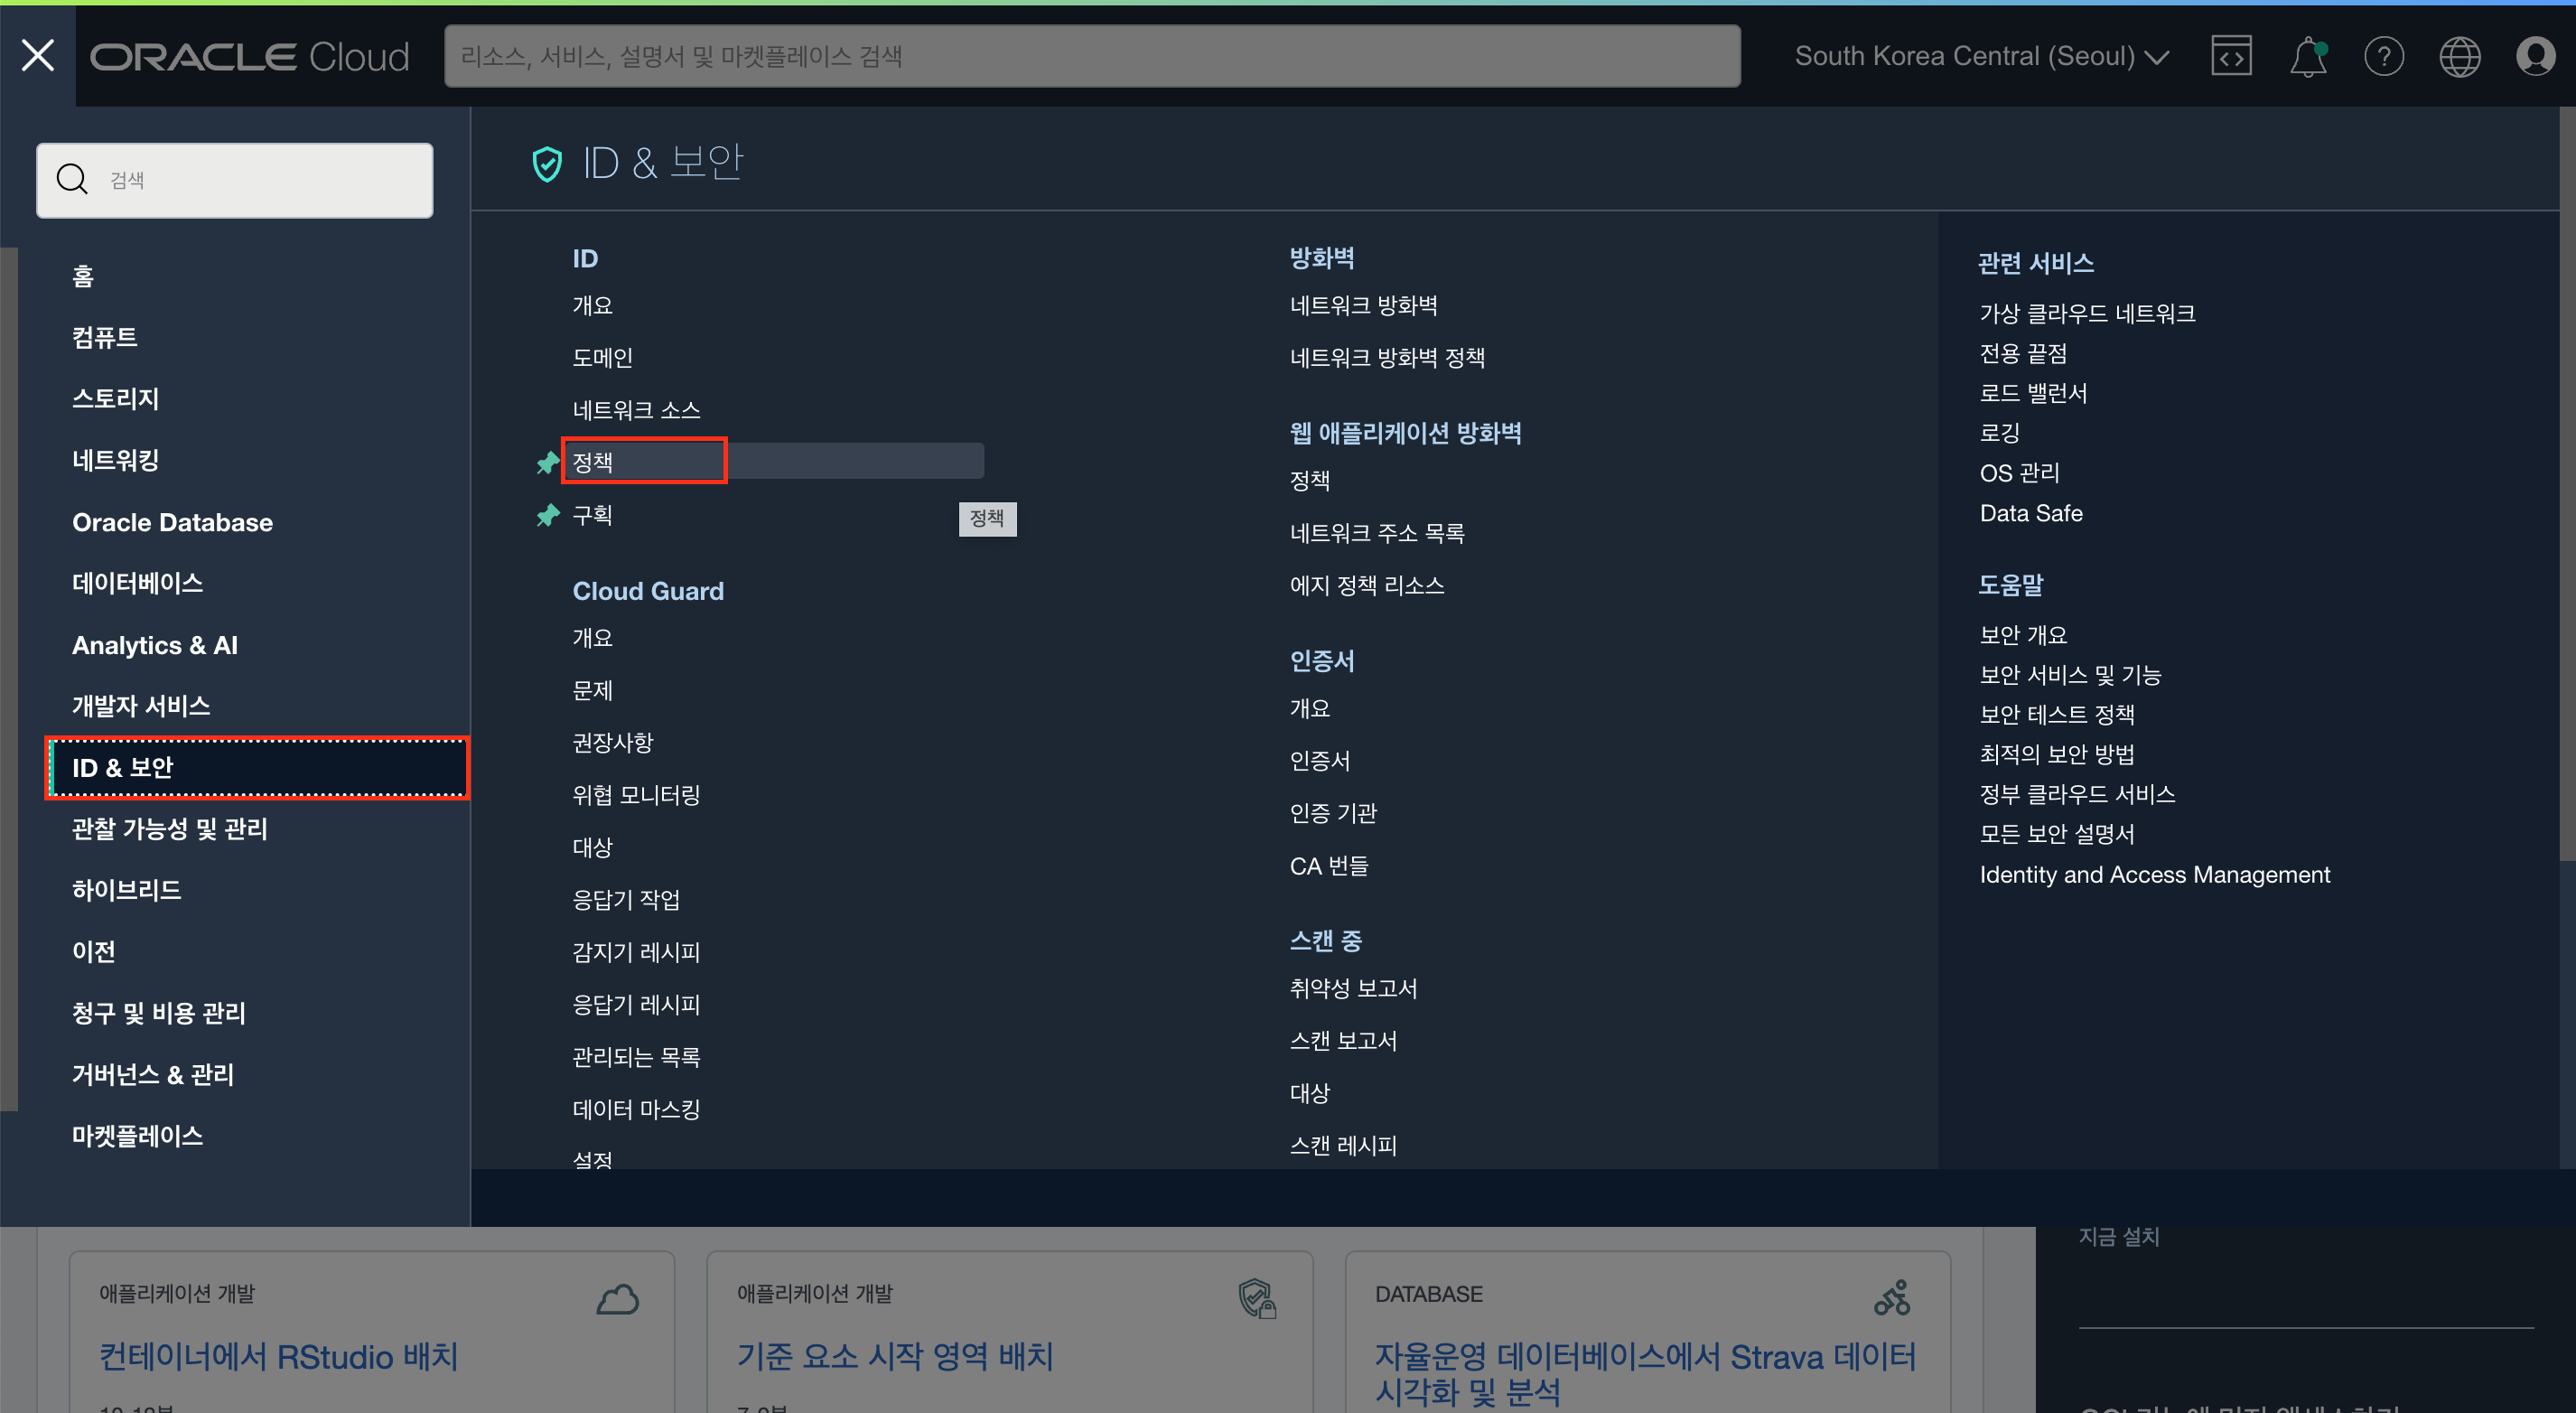 ORACLE Cloud
리소스, 서비스, 설명서 및 마켓플레이스 검색
South Korea Central (Seoul)
검색
홈
컴퓨트
스토리지
네트워킹
Oracle Database
데이터베이스
Analytics & AI
개발자 서비스
ID & 보안
관찰 가능성 및 관리
하이브리드
이전
청구 및 비용 관리
거버넌스 & 관리
마켓플레이스
ID & 보안
ID
개요
도메인
네트워크 소스
정책
구획
정책
Cloud Guard
개요
문제
권장사항
위협 모니터링
대상
응답기 작업
감지기 레시피
응답기 레시피
관리되는 목록
데이터 마스킹
설정
방화벽
네트워크 방화벽
네트워크 방화벽 정책
웹 애플리케이션 방화벽
정책
네트워크 주소 목록
에지 정책 리소스
인증서
개요
인증서
인증 기관
CA 번들
스캔 중
취약성 보고서
스캔 보고서
대상
스캔 레시피
관련 서비스
가상 클라우드 네트워크
전용 끝점
로드 밸런서
로깅
OS 관리
Data Safe
도움말
보안 개요
보안 서비스 및 기능
보안 테스트 정책
최적의 보안 방법
정부 클라우드 서비스
모든 보안 설명서
Identity and Access Management
지금 설치
애플리케이션 개발
컨테이너에서 RStudio 배치
애플리케이션 개발
기준 요소 시작 영역 배치
DATABASE
자율운영 데이터베이스에서 Strava 데이터
시각화 및 분석